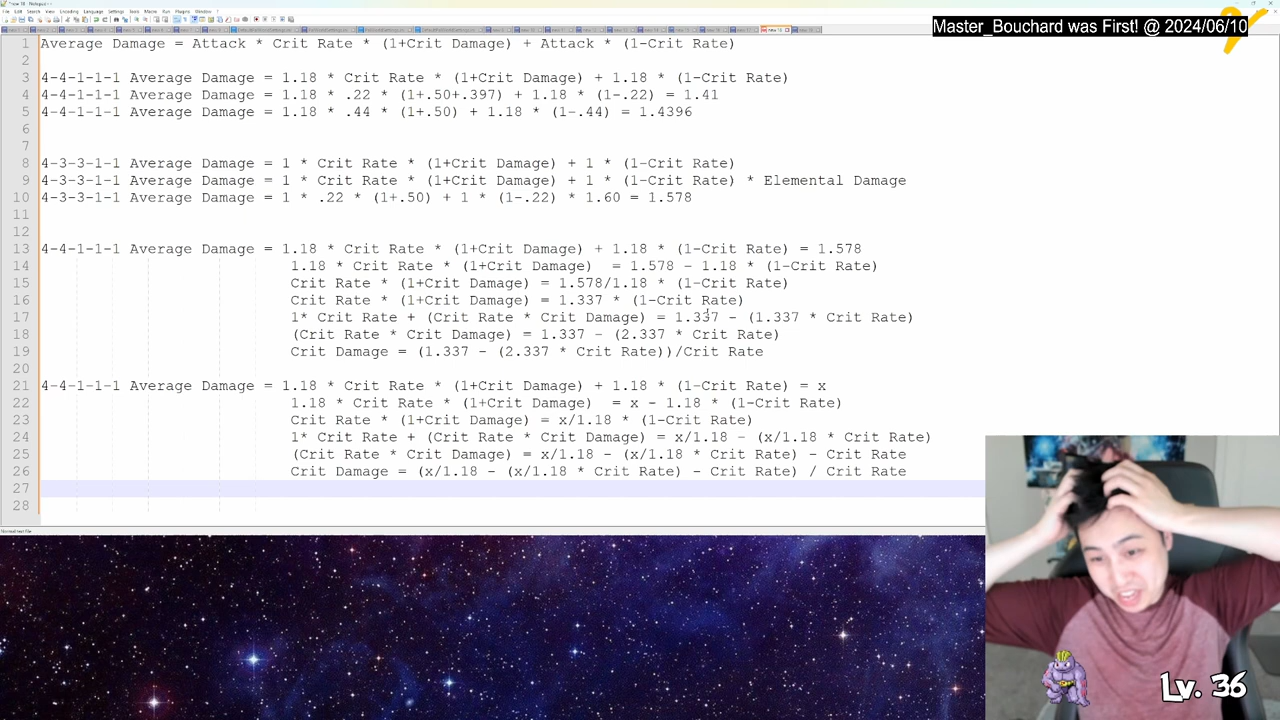 Master_Bouchard was First! @ 2024/06/10
1 Average Damage = Attack * Crit Rate * (1+Crit Damage) + Attack * (1-Crit Rate)
2
3 4-4-1-1-1 Average Damage = 1.18 * Crit Rate * (1+Crit Damage) + 1.18 * (1-Crit Rate)
4 4-4-1-1-1 Average Damage = 1.18 * .22 * (1+.50+.397) + 1.18 * (1-.22) = 1.41
5 4-4-1-1-1 Average Damage = 1.18 * .44 * (1+.50) + 1.18 * (1-.44) = 1.4396
6
7
8 4-3-3-1-1 Average Damage = 1 * Crit Rate * (1+Crit Damage) + 1 * (1-Crit Rate)
9 4-3-3-1-1 Average Damage = 1 * Crit Rate * (1+Crit Damage) + 1 * (1-Crit Rate) * Elemental Damage
10 4-3-3-1-1 Average Damage = 1 * .22 * (1+.50) + 1 * (1-.22) * 1.60 = 1.578
11
12
13 4-4-1-1-1 Average Damage = 1.18 * Crit Rate * (1+Crit Damage) + 1.18 * (1-Crit Rate) = 1.578
14 1.18 * Crit Rate * (1+Crit Damage) = 1.578 - 1.18 * (1-Crit Rate)
15 Crit Rate * (1+Crit Damage) = 1.578/1.18 * (1-Crit Rate)
16 Crit Rate * (1+Crit Damage) = 1.337 * (1-Crit Rate)
17 1* Crit Rate + (Crit Rate * Crit Damage) = 1.337 - (1.337 * Crit Rate)
18 (Crit Rate * Crit Damage) = 1.337 - (2.337 * Crit Rate)
19 Crit Damage = (1.337 - (2.337 * Crit Rate))/Crit Rate
20
21 4-4-1-1-1 Average Damage = 1.18 * Crit Rate * (1+Crit Damage) + 1.18 * (1-Crit Rate) = x
22 1.18 * Crit Rate * (1+Crit Damage) = x - 1.18 * (1-Crit Rate)
23 Crit Rate * (1+Crit Damage) = x/1.18 * (1-Crit Rate)
24 1* Crit Rate + (Crit Rate * Crit Damage) = x/1.18 - (x/1.18 * Crit Rate)
25 (Crit Rate * Crit Damage) = x/1.18 - (x/1.18 * Crit Rate) - Crit Rate
26 Crit Damage = (x/1.18 - (x/1.18 * Crit Rate) - Crit Rate) / Crit Rate
27
28
Lv. 36